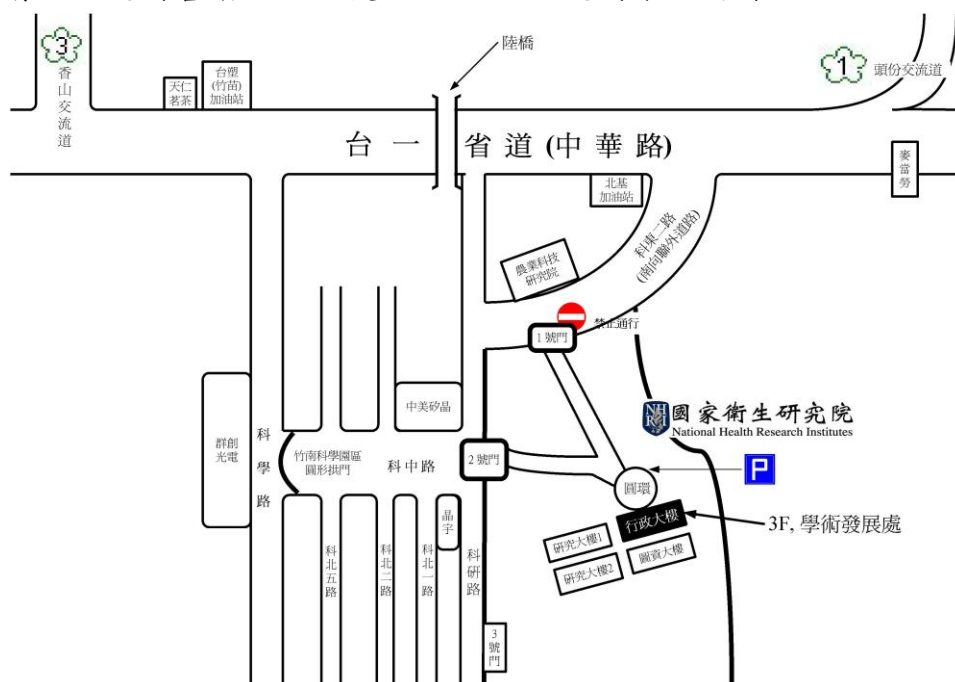 陸橋
3
香山交流道
天仁
茗茶
台塑
(竹苗)
加油站
1
頭份交流道
台一省道(中華路)
麥當勞
北基
加油站
科東二路
(南向聯外道路)
農業科技
研究院
禁止通行
1號門
中美矽晶
群創
光電
科學路
竹南科學園區
圓形拱門
科中路
2號門
NHRI
國家衛生研究院
National Health Research Institutes
P
圓環
行政大樓
3F, 學術發展處
研究大樓1
研究大樓2
圖資大樓
晶宇
科北五路
科北二路
科北一路
科研路
3號門